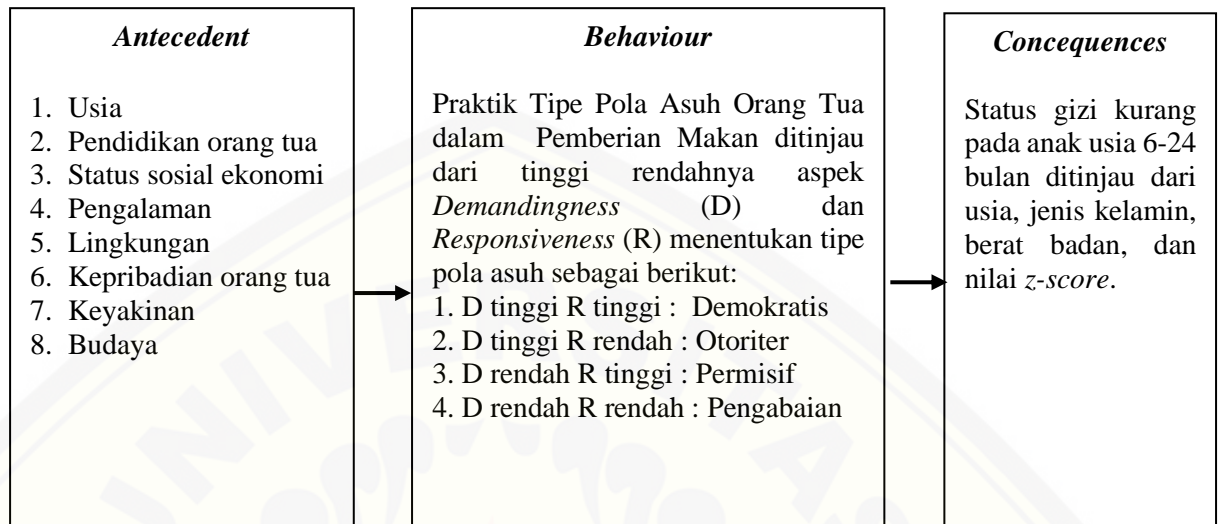 Antecedent
1. Usia
2. Pendidikan orang tua
3. Status sosial ekonomi
4. Pengalaman
5. Lingkungan
6. Kepribadian orang tua
7. Keyakinan
8. Budaya
Behaviour
Praktik Tipe Pola Asuh Orang Tua
dalam Pemberian Makan ditinjau
dari tinggi rendahnya aspek
Demandingness (D) dan
Responsiveness (R) menentukan tipe
pola asuh sebagai berikut:
1. D tinggi R tinggi : Demokratis
2. D tinggi R rendah : Otoriter
3. D rendah R tinggi : Permisif
4. D rendah R rendah : Pengabaian
Concequences
Status gizi kurang
pada anak usia 6-24
bulan ditinjau dari
usia, jenis kelamin,
berat badan, dan
nilai z-score.
UNIVERSITAS